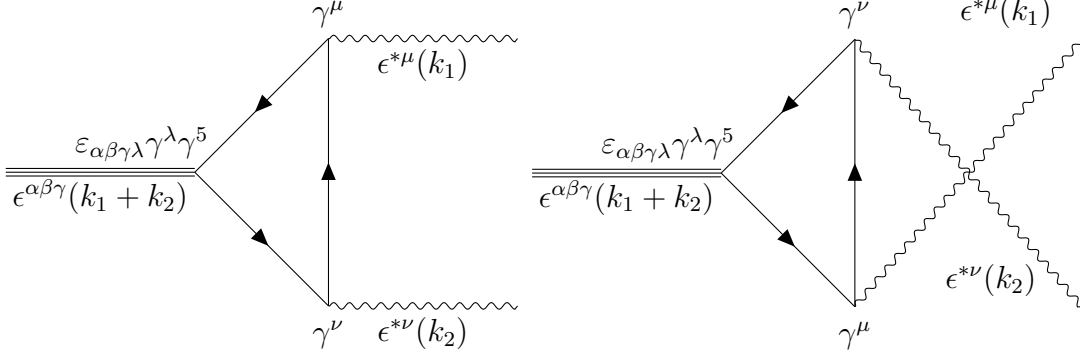 γ^μ
ϵ^{*μ}(k_1)
ε_{αβγλ}γ^λγ^5
ϵ^{αβγ}(k_1 + k_2)
γ^ν
ϵ^{*ν}(k_2)
γ^ν
ϵ^{*μ}(k_1)
ε_{αβγλ}γ^λγ^5
ϵ^{αβγ}(k_1 + k_2)
ϵ^{*ν}(k_2)
γ^μ